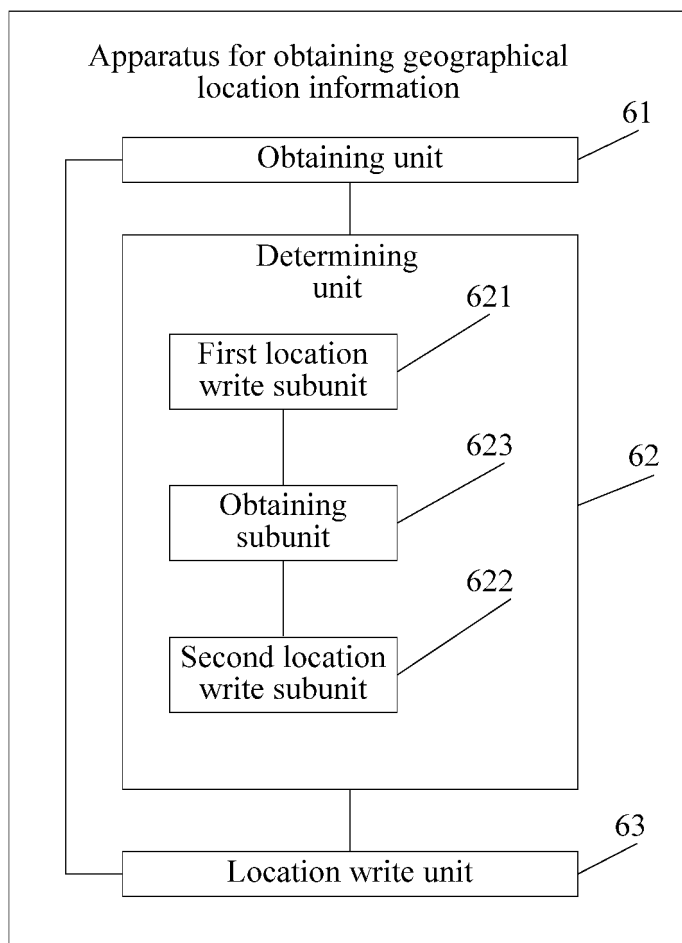 Apparatus for obtaining geographical
location information
61
Obtaining unit
Determining
unit
621
First location
write subunit
623
Obtaining
subunit
62
622
Second location
write subunit
63
Location write unit